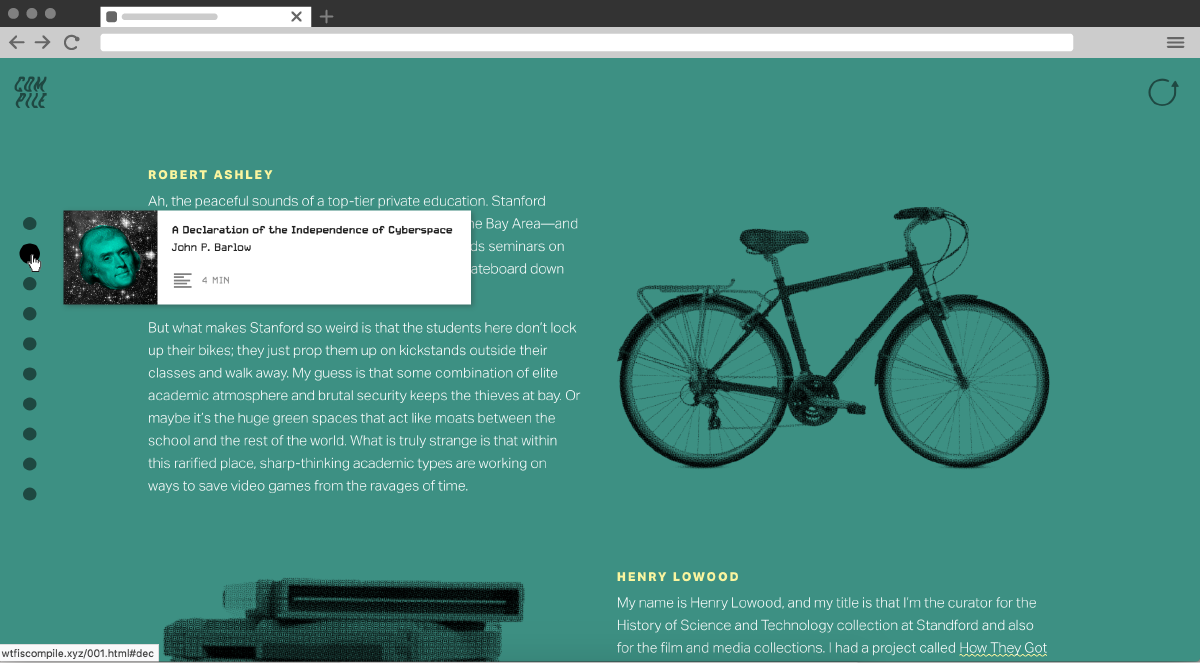 COM
PILE
ROBERT ASHLEY
Ah, the peaceful sounds of a top-tier private education. Stanford
he Bay Area—and
ds seminars on
ateboard down
A Declaration of the Independence of Cyberspace
John P. Barlow
4 MIN
But what makes Stanford so weird is that the students here don't lock
up their bikes; they just prop them up on kickstands outside their
classes and walk away. My guess is that some combination of elite
academic atmosphere and brutal security keeps the thieves at bay. Or
maybe it's the huge green spaces that act like moats between the
school and the rest of the world. What is truly strange is that within
this rarified place, sharp-thinking academic types are working on
ways to save video games from the ravages of time.
HENRY LOWOOD
My name is Henry Lowood, and my title is that I'm the curator for the
History of Science and Technology collection at Standford and also
for the film and media collections. I had a project called How They Got
wtfiscompile.xyz/001.html#dec